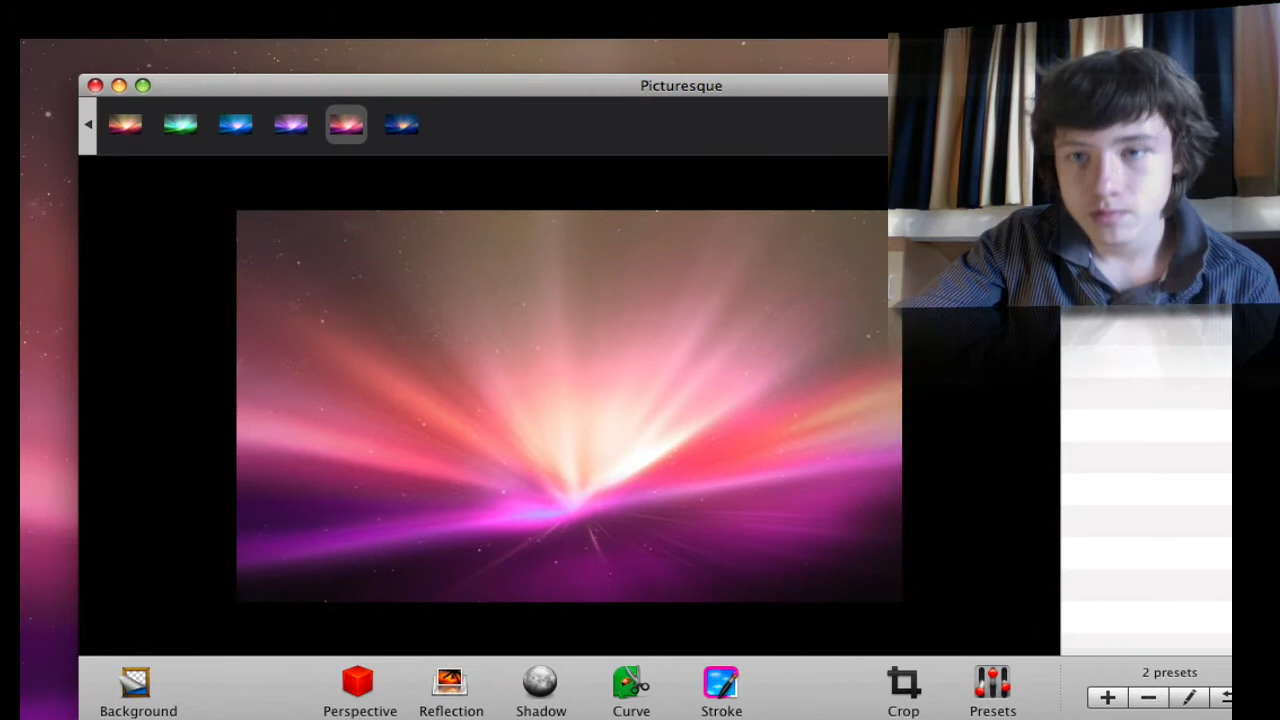 Picturesque
2 presets
Background
Perspective
Reflection
Shadow
Curve
Stroke
Crop
Presets